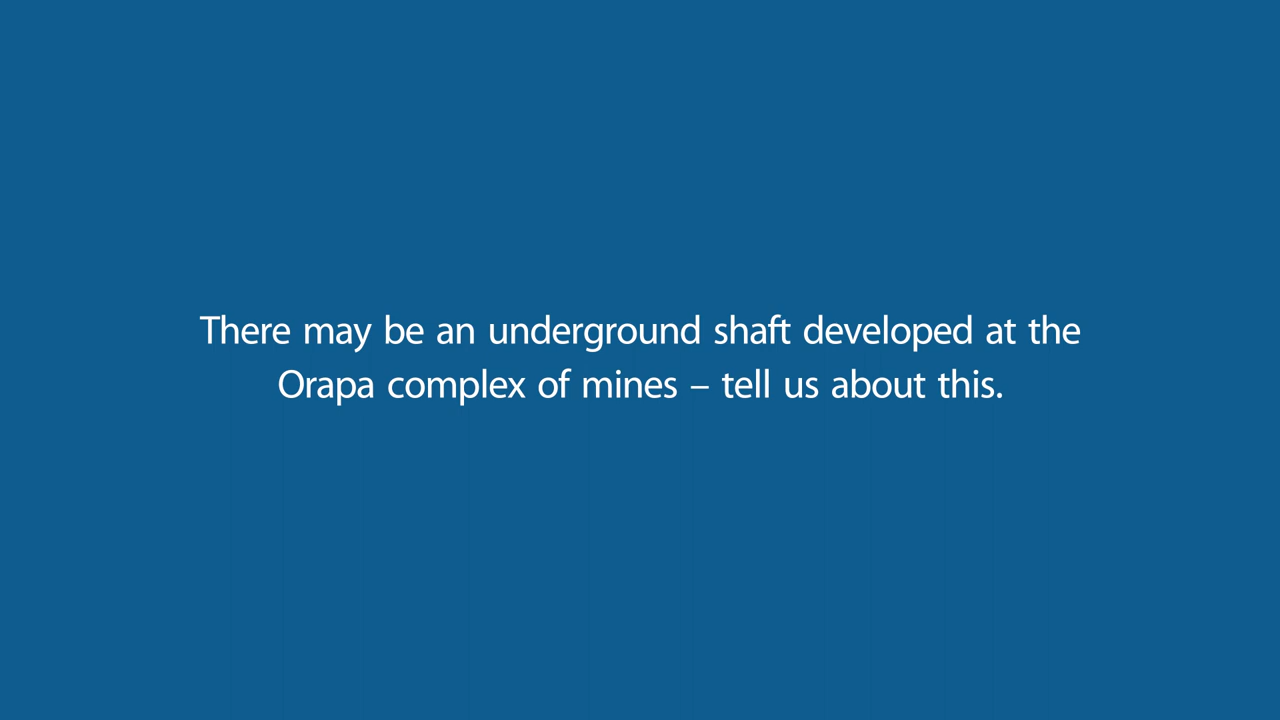 There may be an underground shaft developed at the
Orapa complex of mines – tell us about this.